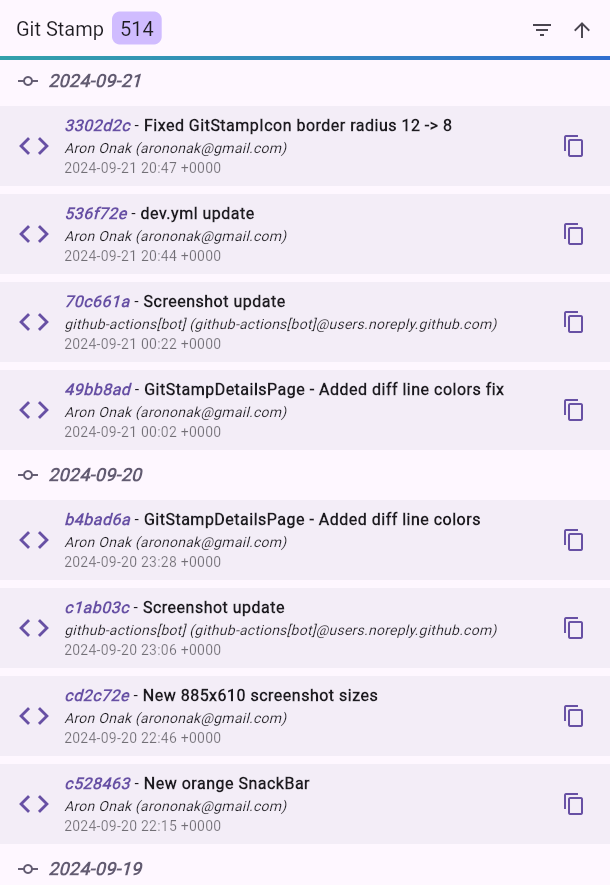 Git Stamp 514
2024-09-21
3302d2c - Fixed GitStampIcon border radius 12 -> 8
Aron Onak (arononak@gmail.com)
2024-09-21 20:47 +0000
536f72e - dev.yml update
Aron Onak (arononak@gmail.com)
2024-09-21 20:44 +0000
70c661a - Screenshot update
github-actions[bot] (github-actions[bot]@users.noreply.github.com)
2024-09-21 00:22 +0000
49bb8ad - GitStampDetailsPage - Added diff line colors fix
Aron Onak (arononak@gmail.com)
2024-09-21 00:02 +0000
2024-09-20
b4bad6a - GitStampDetailsPage - Added diff line colors
Aron Onak (arononak@gmail.com)
2024-09-20 23:28 +0000
c1ab03c - Screenshot update
github-actions[bot] (github-actions[bot]@users.noreply.github.com)
2024-09-20 23:06 +0000
cd2c72e - New 885x610 screenshot sizes
Aron Onak (arononak@gmail.com)
2024-09-20 22:46 +0000
c528463 - New orange SnackBar
Aron Onak (arononak@gmail.com)
2024-09-20 22:15 +0000
2024-09-19